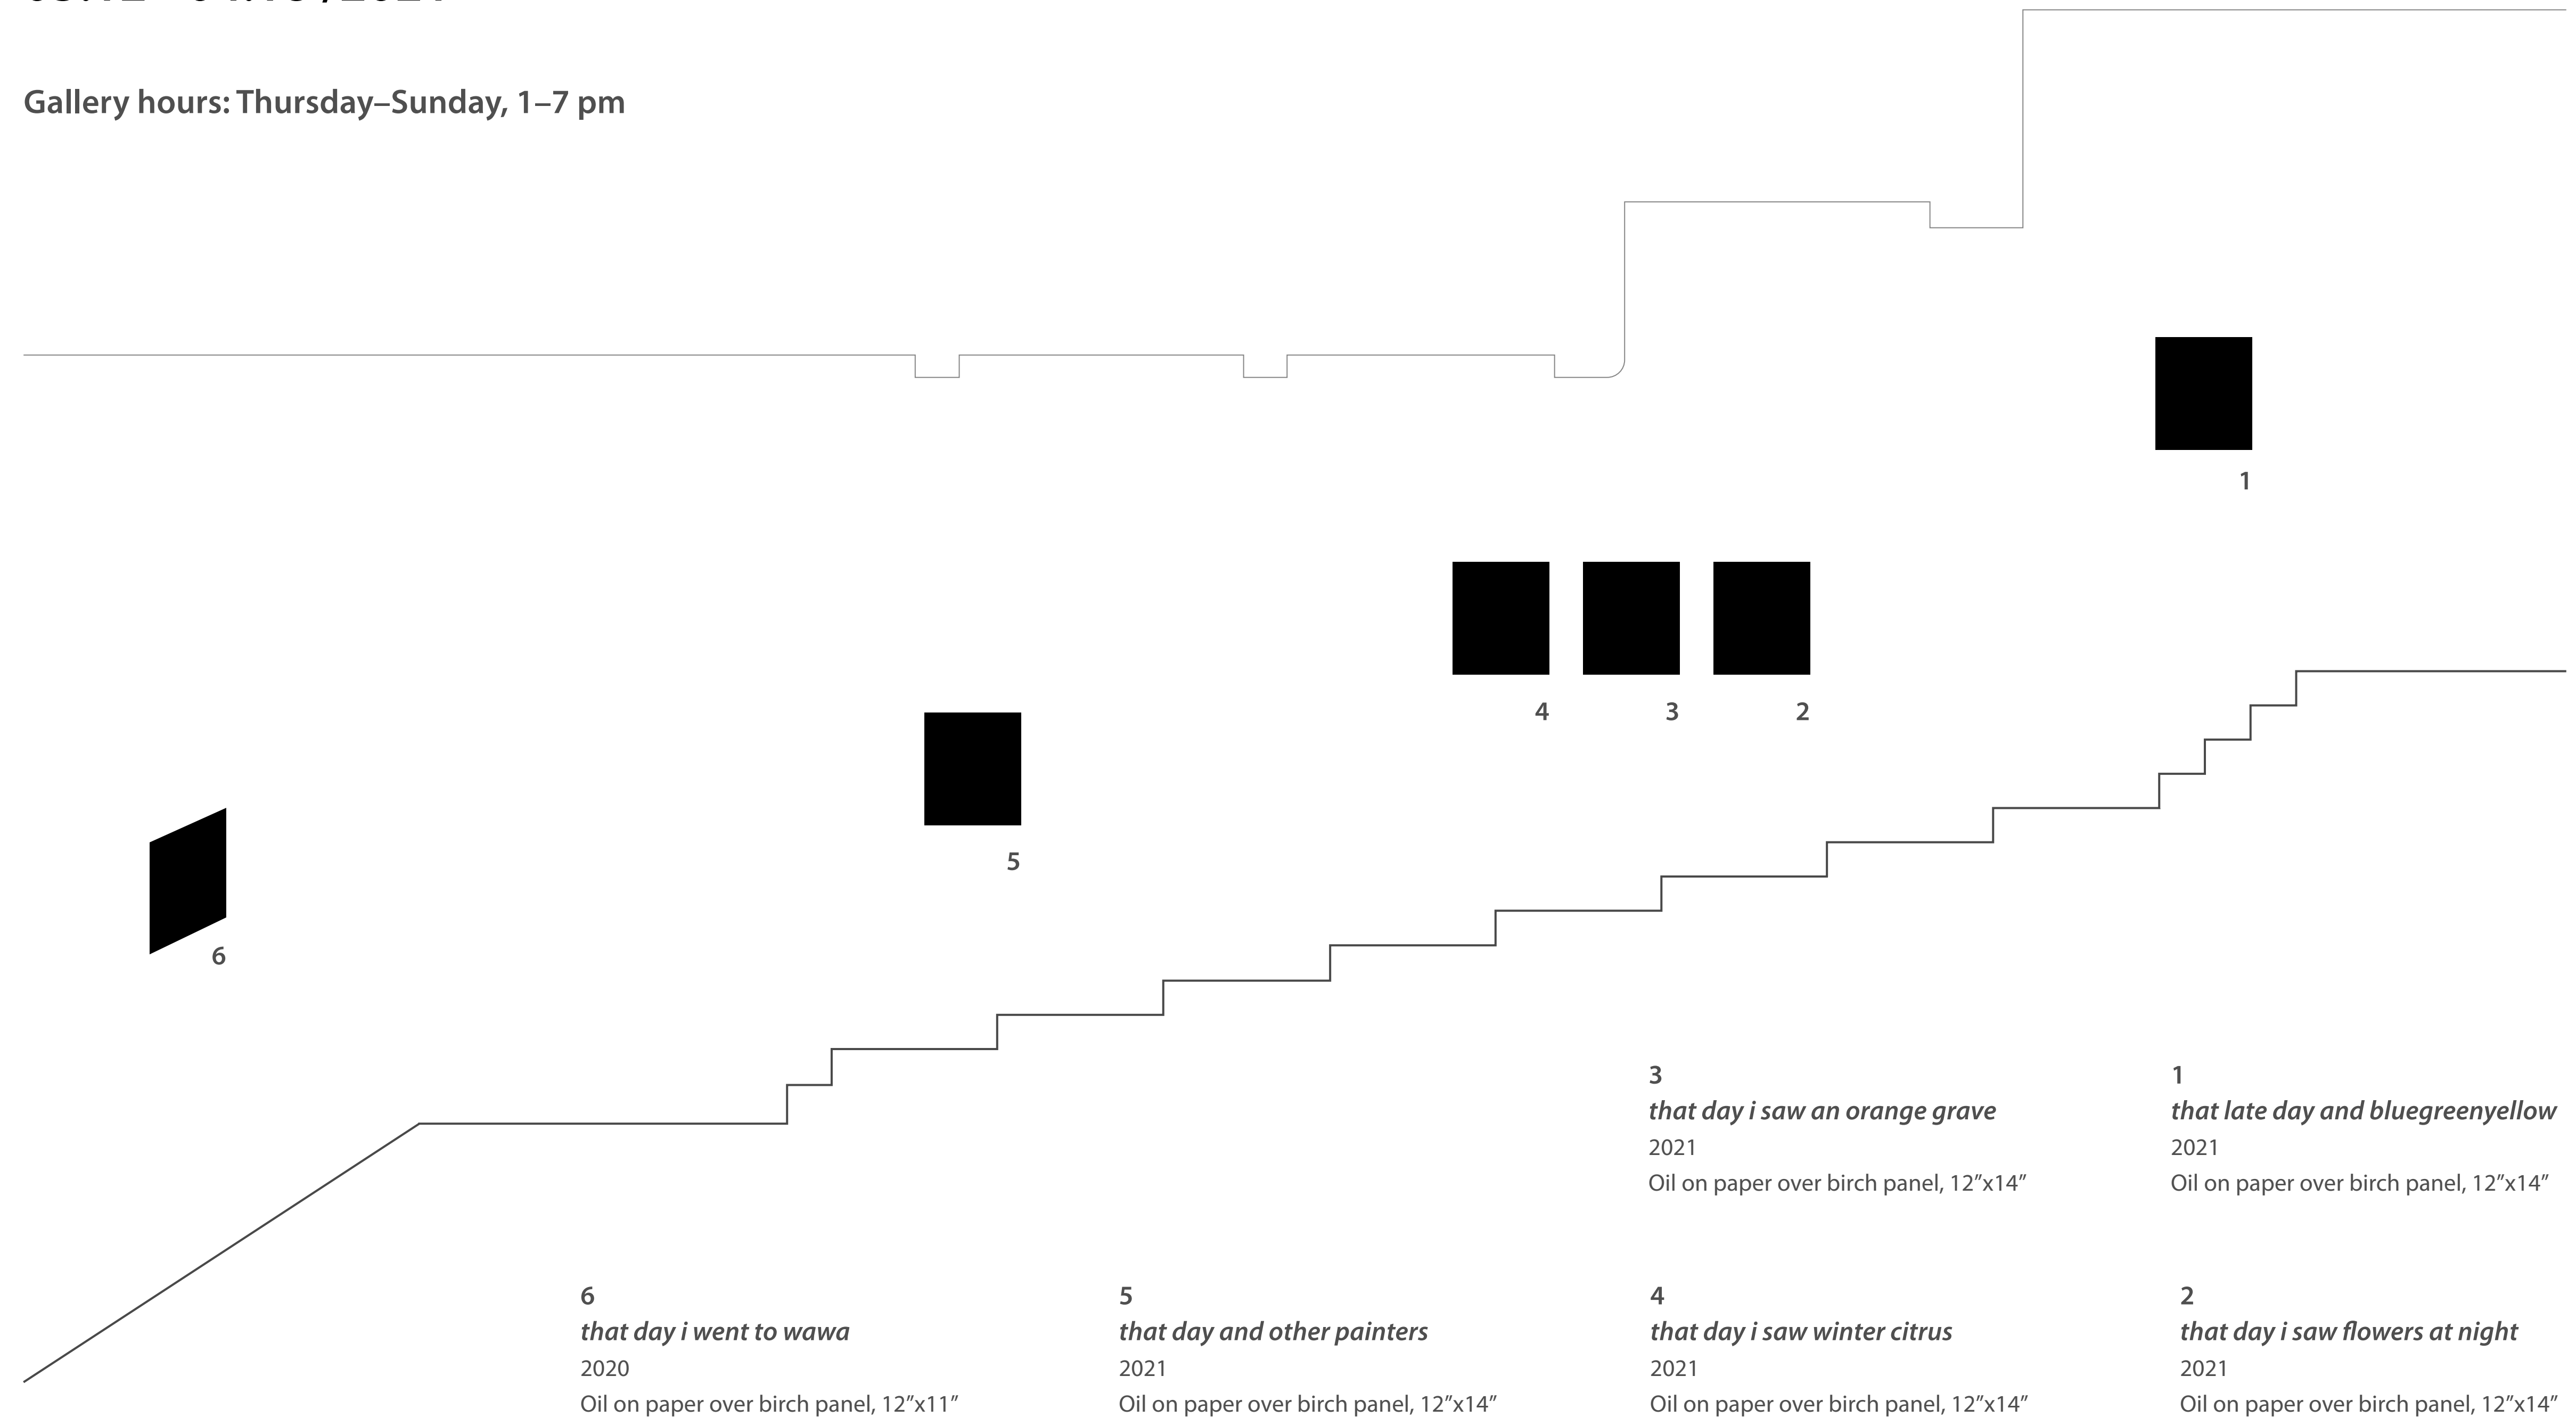 Gallery hours: Thursday–Sunday, 1–7 pm
1
4 3 2
5
6
3
that day i saw an orange grave
2021
Oil on paper over birch panel, 12”x14”
1
that late day and bluegreenyellow
2021
Oil on paper over birch panel, 12”x14”
6
that day i went to wawa
2020
Oil on paper over birch panel, 12”x11”
5
that day and other painters
2021
Oil on paper over birch panel, 12”x14”
4
that day i saw winter citrus
2021
Oil on paper over birch panel, 12”x14”
2
that day i saw flowers at night
2021
Oil on paper over birch panel, 12”x14”